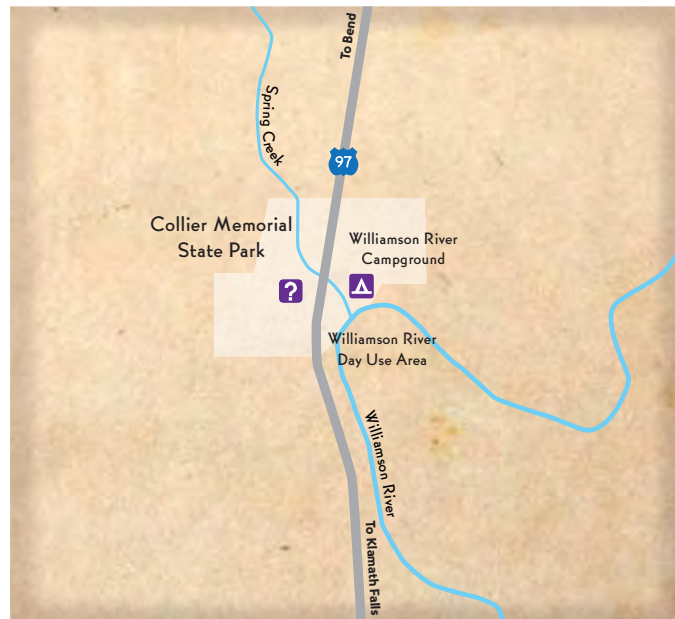 To Bend
Spring Creek
97
Collier Memorial
State Park
Williamson River
Campground
?
Williamson River
Day Use Area
Williamson River
To Klamath Falls